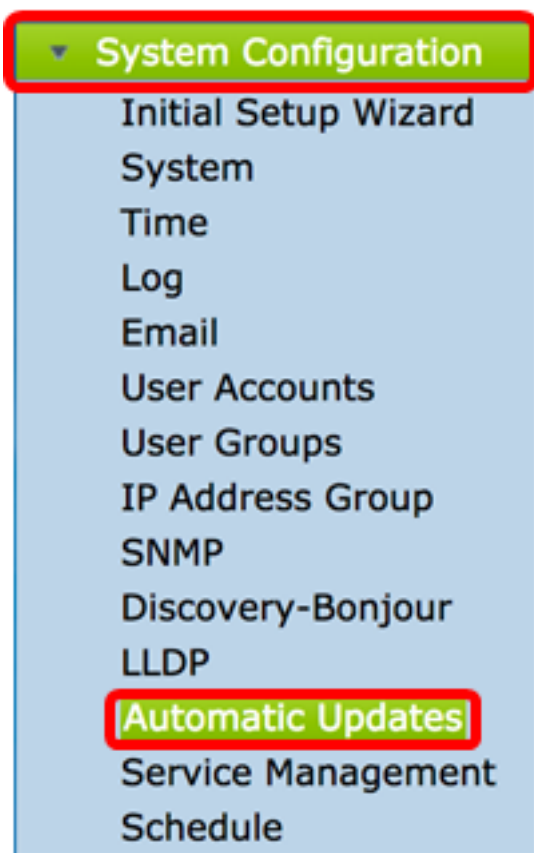 System Configuration
Initial Setup Wizard
System
Time
Log
Email
User Accounts
User Groups
IP Address Group
SNMP
Discovery-Bonjour
LLDP
Automatic Updates
Service Management
Schedule